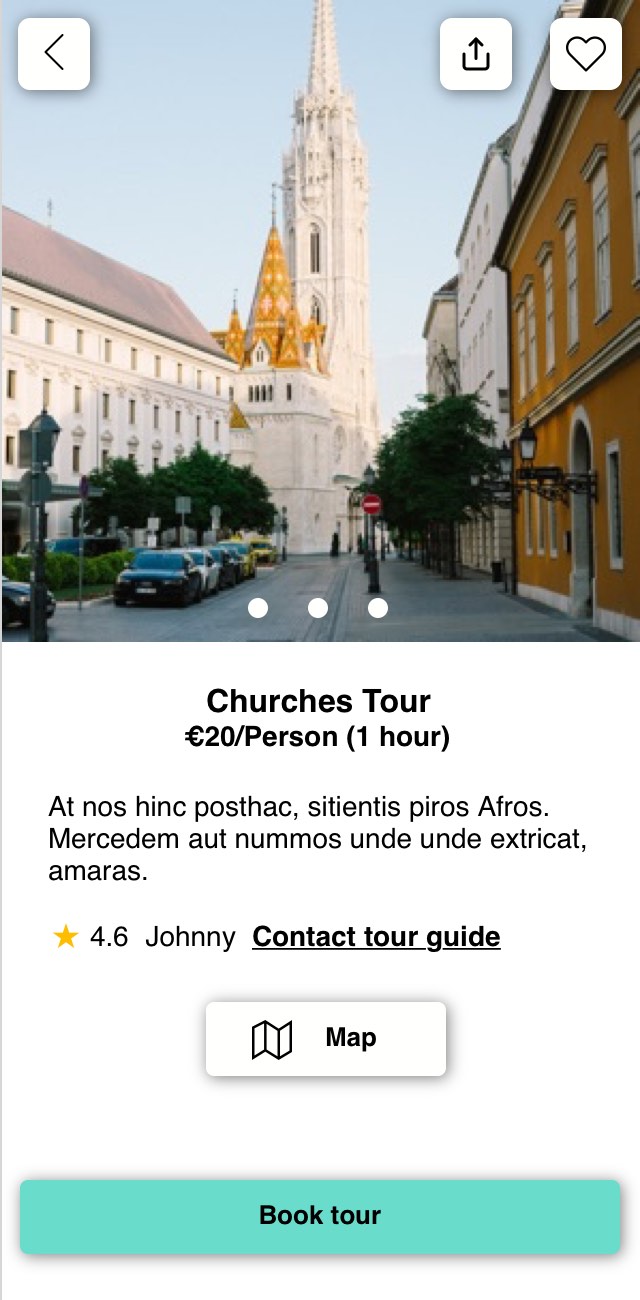 Churches Tour
€20/Person (1 hour)
At nos hinc posthac, sitientis piros Afros.
Mercedem aut nummos unde unde extricat,
amaras.
4.6 Johnny Contact tour guide
Map
Book tour